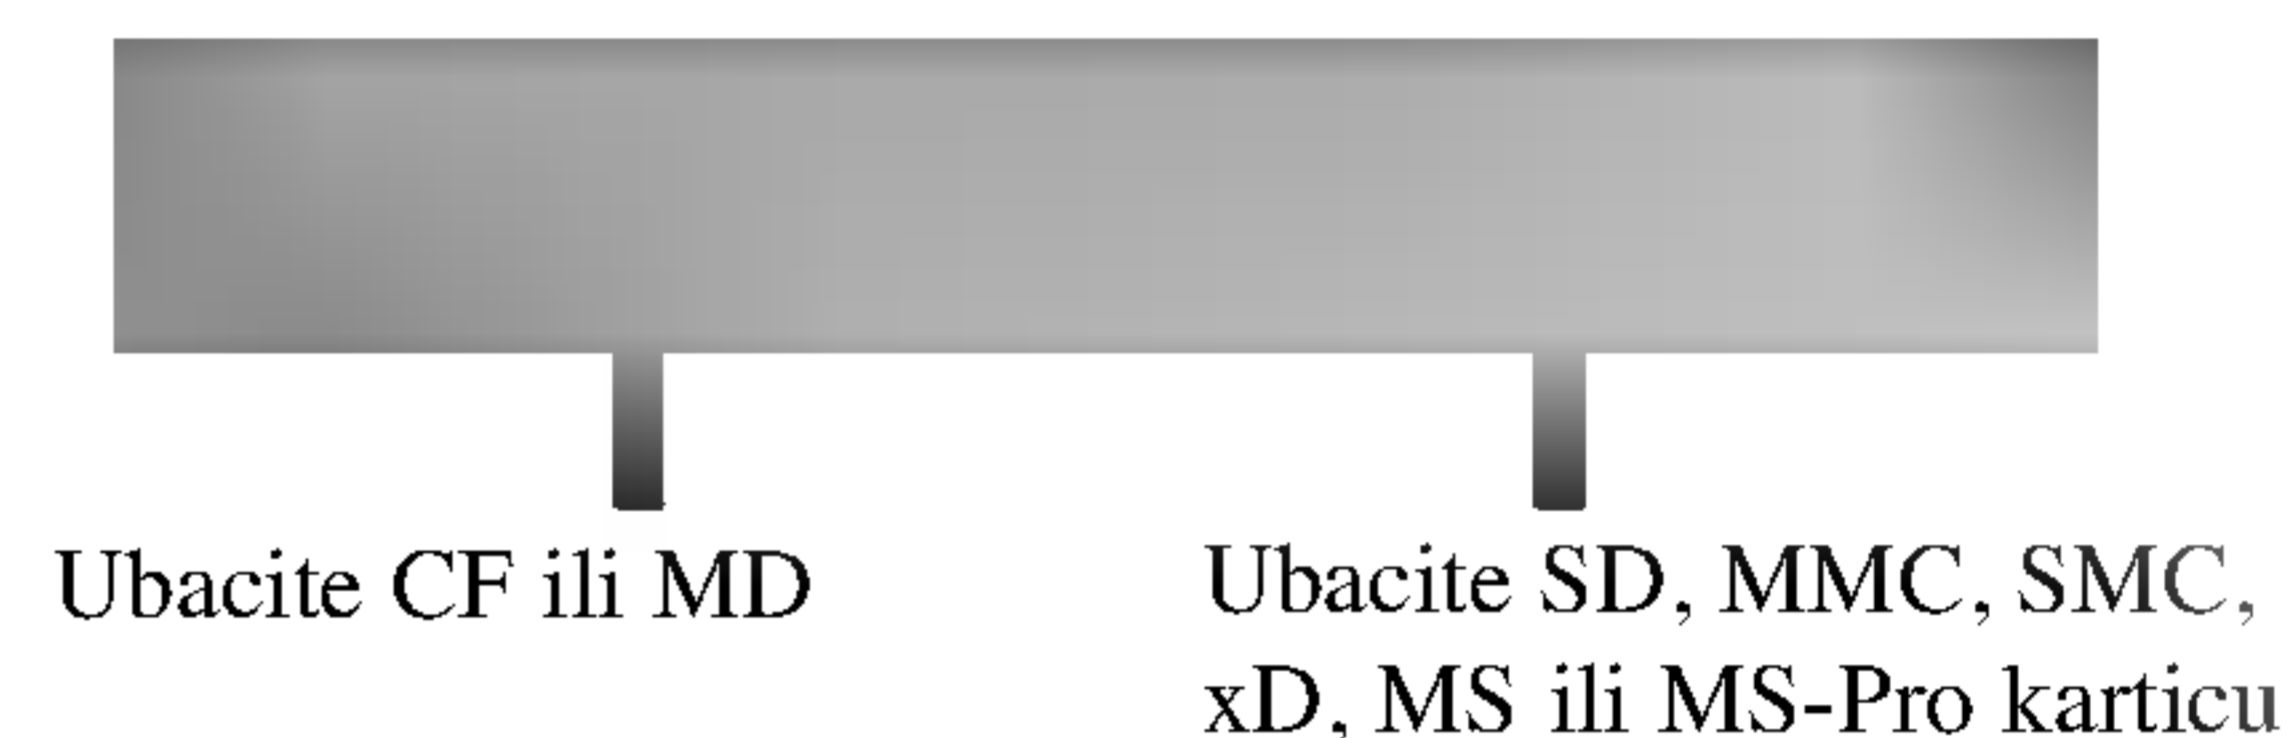 Ubacite CF ili MD
Ubacite SD, MMC, SMC,
xD, MS ili MS-Pro karticu